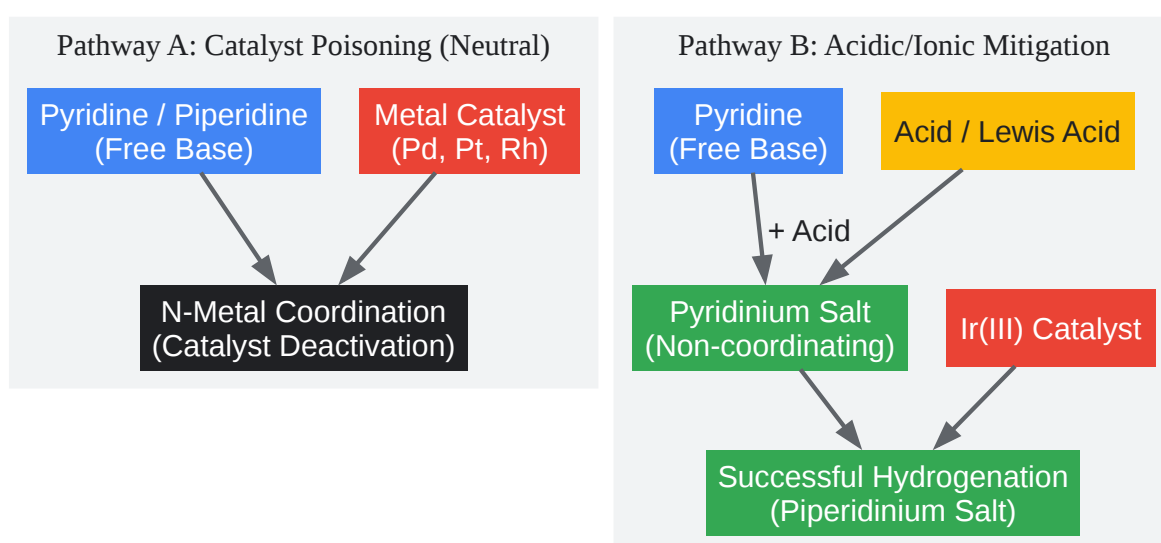 Pathway A: Catalyst Poisoning (Neutral)
Pyridine / Piperidine
(Free Base)
Metal Catalyst
(Pd, Pt, Rh)
N-Metal Coordination
(Catalyst Deactivation)
Pathway B: Acidic/Ionic Mitigation
Pyridine
(Free Base)
Acid / Lewis Acid
+ Acid
Pyridinium Salt
(Non-coordinating)
Ir(III) Catalyst
Successful Hydrogenation
(Piperidinium Salt)